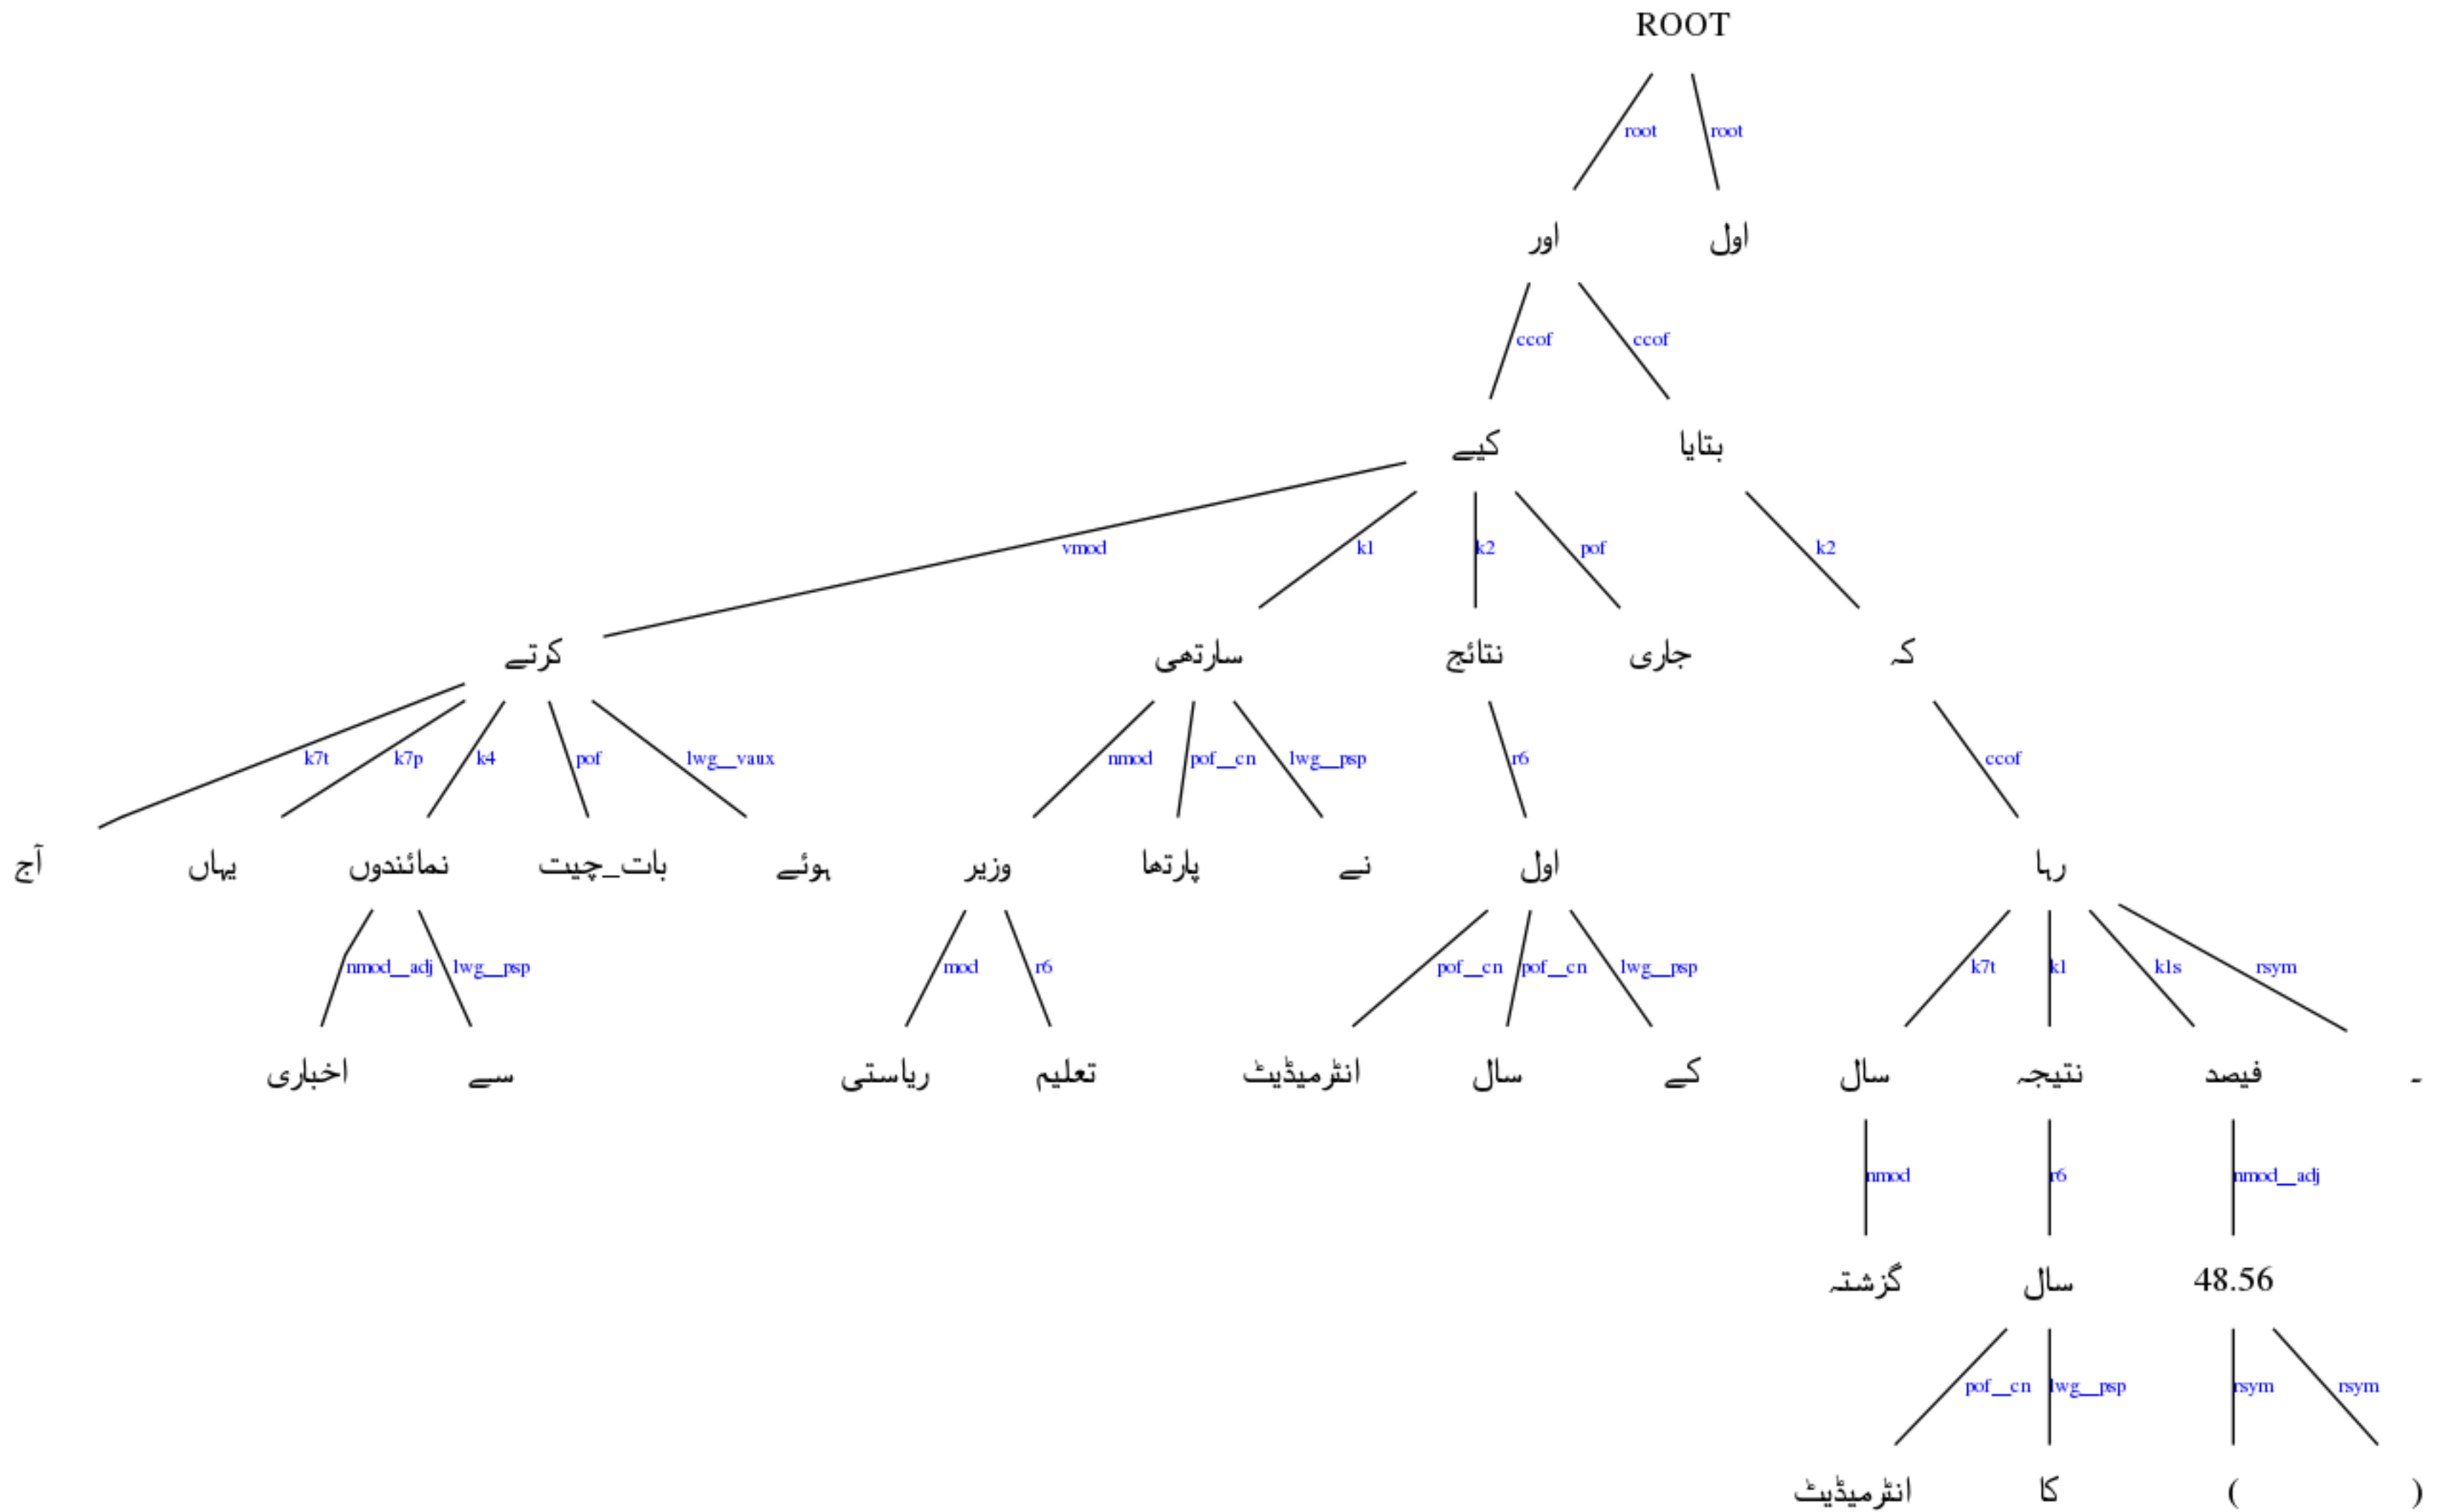 ROOT
root root
اور اول
ccof ccof
کیے بتایا
vmod k1 k2 pof k2
کرتے سارتھی نتائج جاری کہ
k7t k7p k4 pof lwg__vaux nmod pof__cn lwg__psp r6 ccof
آج یہاں نمائندوں بات_چیت ہوئے وزیر پارتھا نے اول رہا
nmod__adj lwg__psp mod r6 pof__cn pof__cn lwg__psp k7t k1 k1s rsym
اخباری سے ریاستی تعلیم انٹرمیڈیٹ سال کے سال نتیجہ فیصد ۔
nmod r6 nmod__adj
گزشتہ سال 48.56
pof__cn lwg__psp rsym rsym
انٹرمیڈیٹ کا ( )